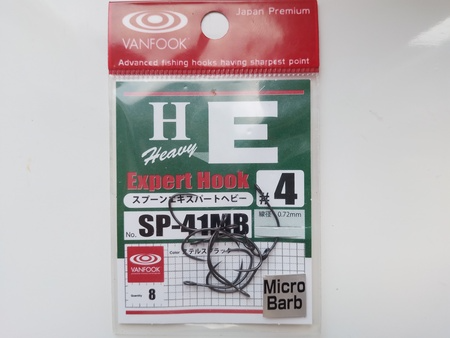 Japan Premium
VANFOOK
Advanced fishing hooks having sharpest point
H E
Heavy
Expert Hook
スプーンエキスパートヘビー
#4
線径 0.72mm
No. SP-41MB
VANFOOK
Color ステルスブラック
Quantity 8
Micro
Barb